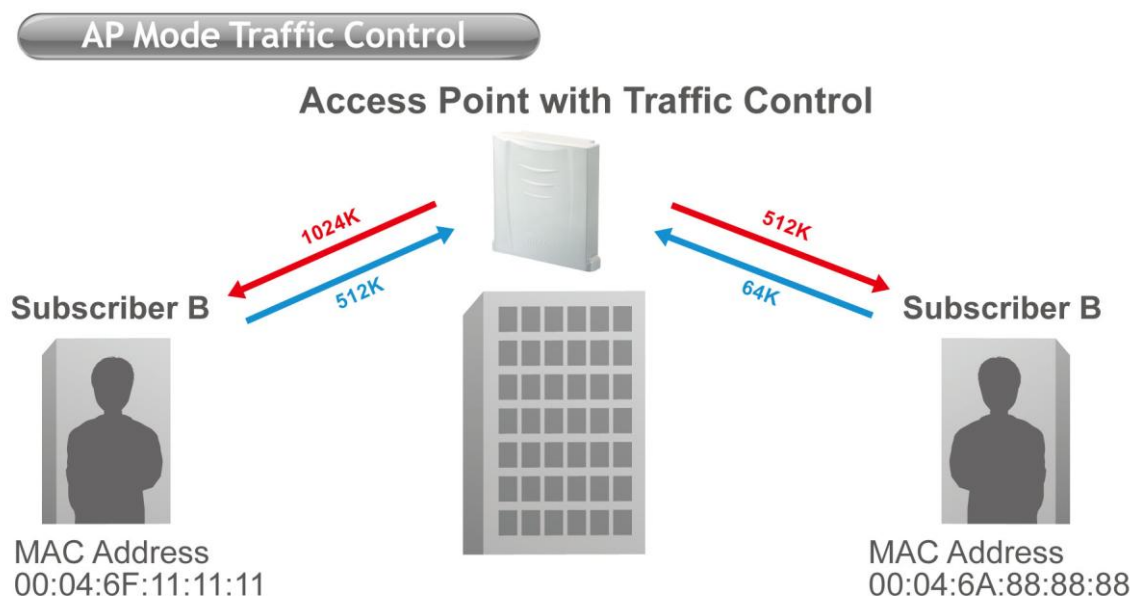 AP Mode Traffic Control
Access Point with Traffic Control
1024K
512K
512K
64K
Subscriber B
Subscriber B
MAC Address
00:04:6F:11:11:11
MAC Address
00:04:6A:88:88:88